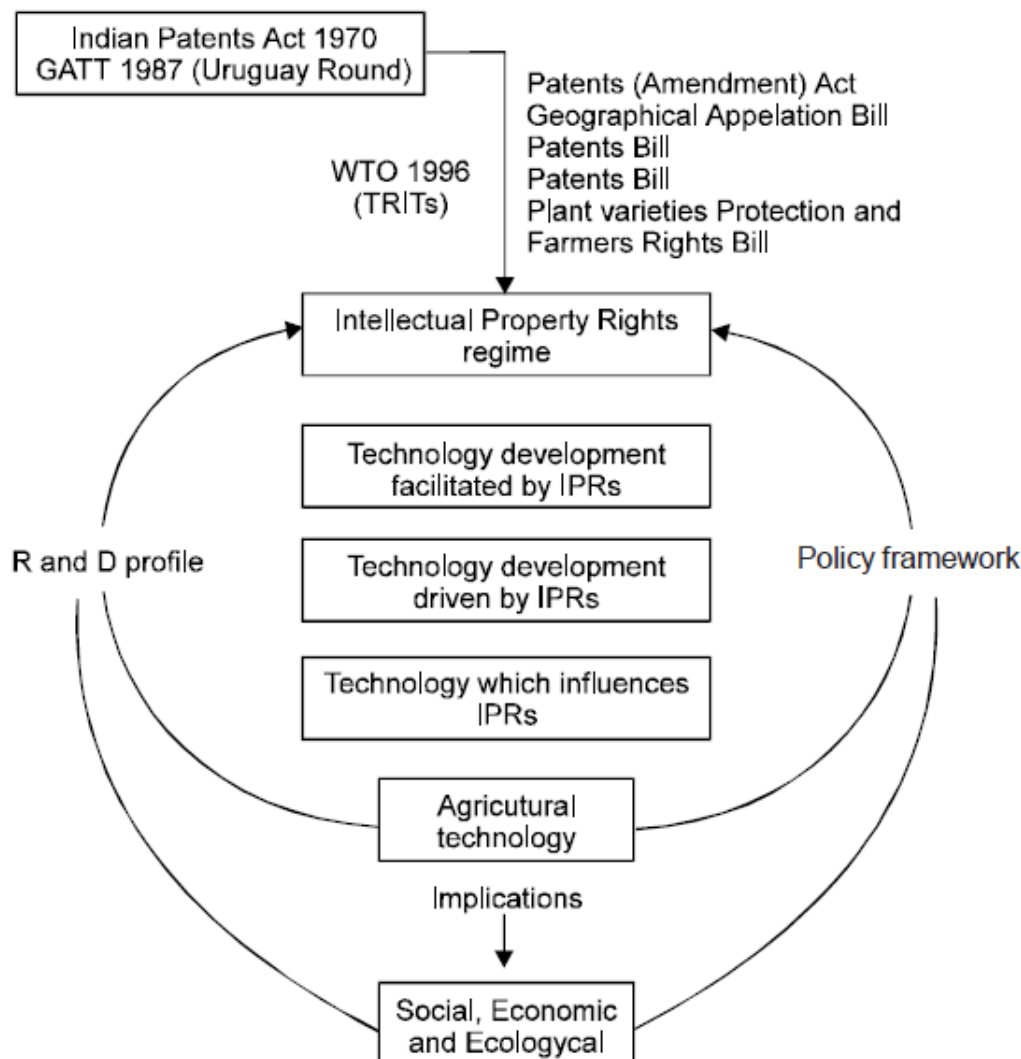 Indian Patents Act 1970
GATT 1987 (Uruguay Round)
Patents (Amendment) Act
Geographical Appelation Bill
Patents Bill
Patents Bill
Plant varieties Protection and
Farmers Rights Bill
WTO 1996
(TRITs)
Intellectual Property Rights
regime
Technology development
facilitated by IPRs
R and D profile
Technology development
driven by IPRs
Policy framework
Technology which influences
IPRs
Agricutural
technology
Implications
Social, Economic
and Ecologycal